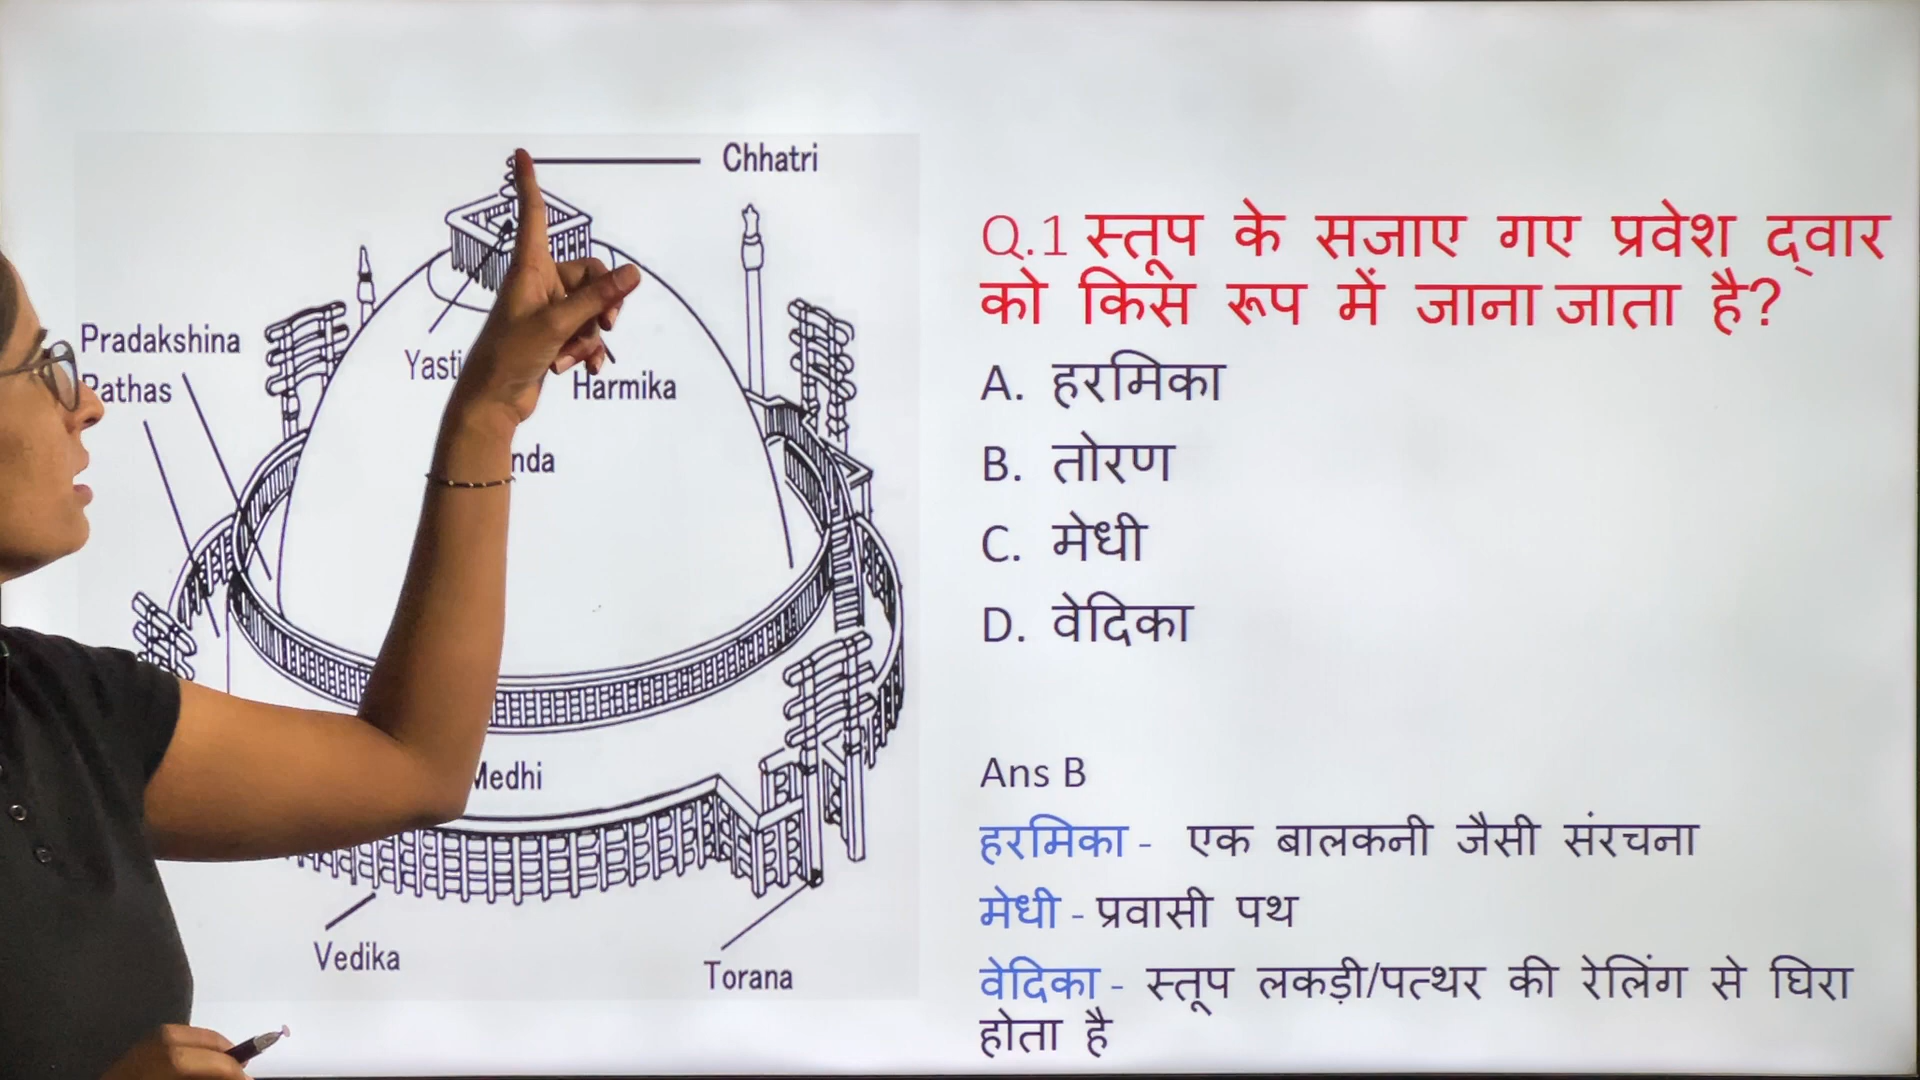 Chhatri
Pradakshina
Pathas
Harmika
Vedika
Torana
Q.1 स्तूप के सजाए गए प्रवेश द्वार
को किस रूप में जाना जाता है?
A. हरमिका
B. तोरण
C. मेधी
D. वेदिका
Ans B
हरमिका - एक बालकनी जैसी संरचना
मेधी - प्रवासी पथ
वेदिका - स्तूप लकड़ी/पत्थर की रेलिंग से घिरा
होता है
Medhi